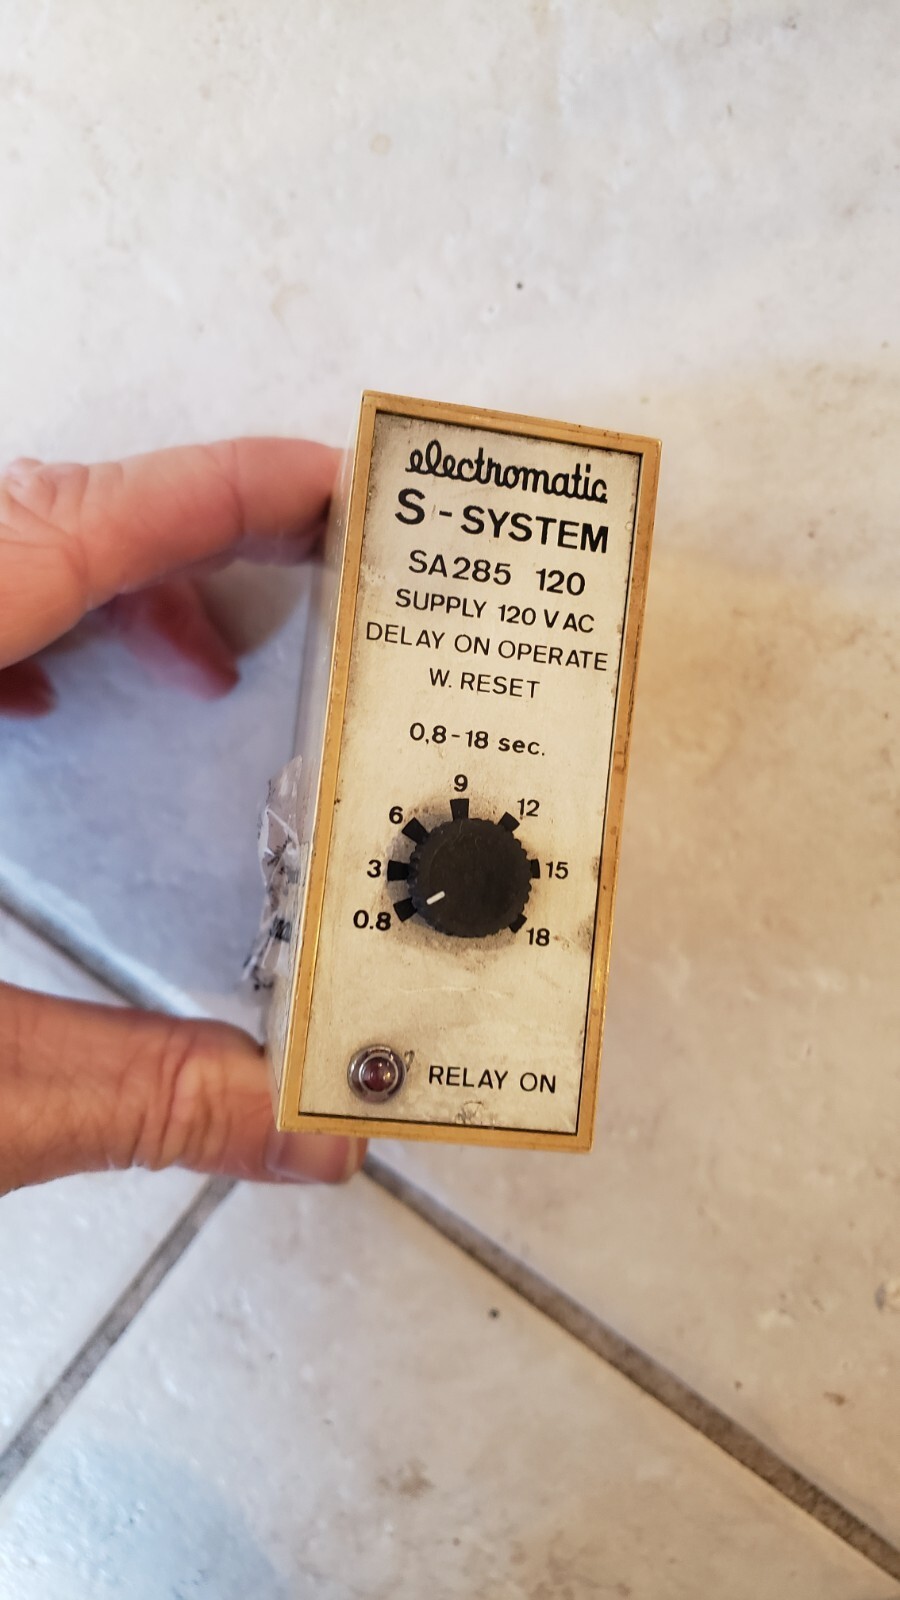 electromatic
S-SYSTEM
SA285 120
SUPPLY 120 VAC
DELAY ON OPERATE
W. RESET
0,8-18 sec.
9
6 12
3 15
0.8 18
RELAY ON